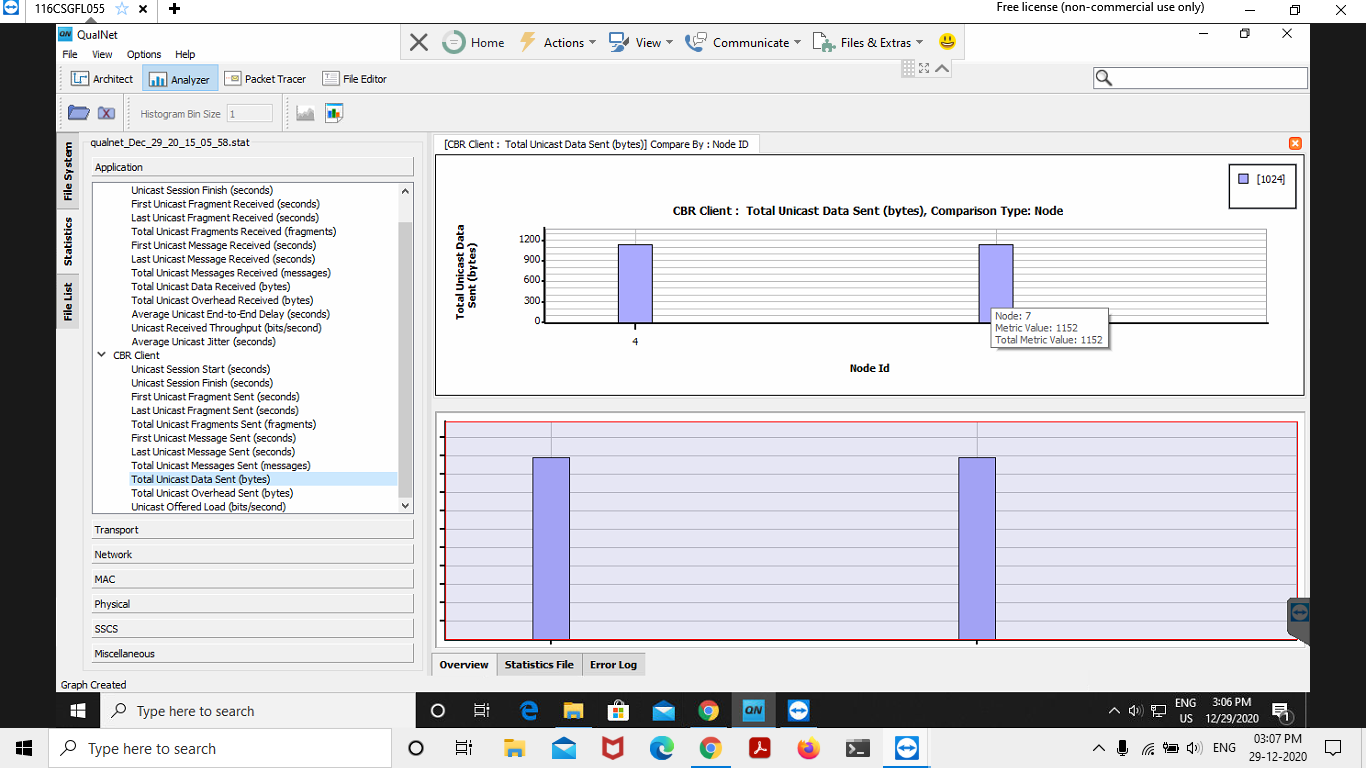 116CSGFL055
Free license (non-commercial use only)
QN QualNet
File View Options Help
Home Actions View Communicate Files & Extras
Architect Analyzer Packet Tracer File Editor
Histogram Bin Size 1
File System
Statistics
File List
qualnet_Dec_29_20_15_05_58.stat
Application
Unicast Session Finish (seconds)
First Unicast Fragment Received (seconds)
Last Unicast Fragment Received (seconds)
Total Unicast Fragments Received (fragments)
First Unicast Message Received (seconds)
Last Unicast Message Received (seconds)
Total Unicast Messages Received (messages)
Total Unicast Data Received (bytes)
Total Unicast Overhead Received (bytes)
Average Unicast End-to-End Delay (seconds)
Unicast Received Throughput (bits/second)
Average Unicast Jitter (seconds)
CBR Client
Unicast Session Start (seconds)
Unicast Session Finish (seconds)
First Unicast Fragment Sent (seconds)
Last Unicast Fragment Sent (seconds)
Total Unicast Fragments Sent (fragments)
First Unicast Message Sent (seconds)
Last Unicast Message Sent (seconds)
Total Unicast Messages Sent (messages)
Total Unicast Data Sent (bytes)
Total Unicast Overhead Sent (bytes)
Unicast Offered Load (bits/second)
Transport
Network
MAC
Physical
SSCS
Miscellaneous
Graph Created
[CBR Client : Total Unicast Data Sent (bytes)] Compare By : Node ID
[1024]
CBR Client : Total Unicast Data Sent (bytes), Comparison Type: Node
Total Unicast Data
Sent (bytes)
1200
900
600
300
0
4
Node: 7
Metric Value: 1152
Total Metric Value: 1152
Node Id
Overview Statistics File Error Log
Type here to search
QN
ENG
US
3:06 PM
12/29/2020
1
Type here to search
ENG
03:07 PM
29-12-2020